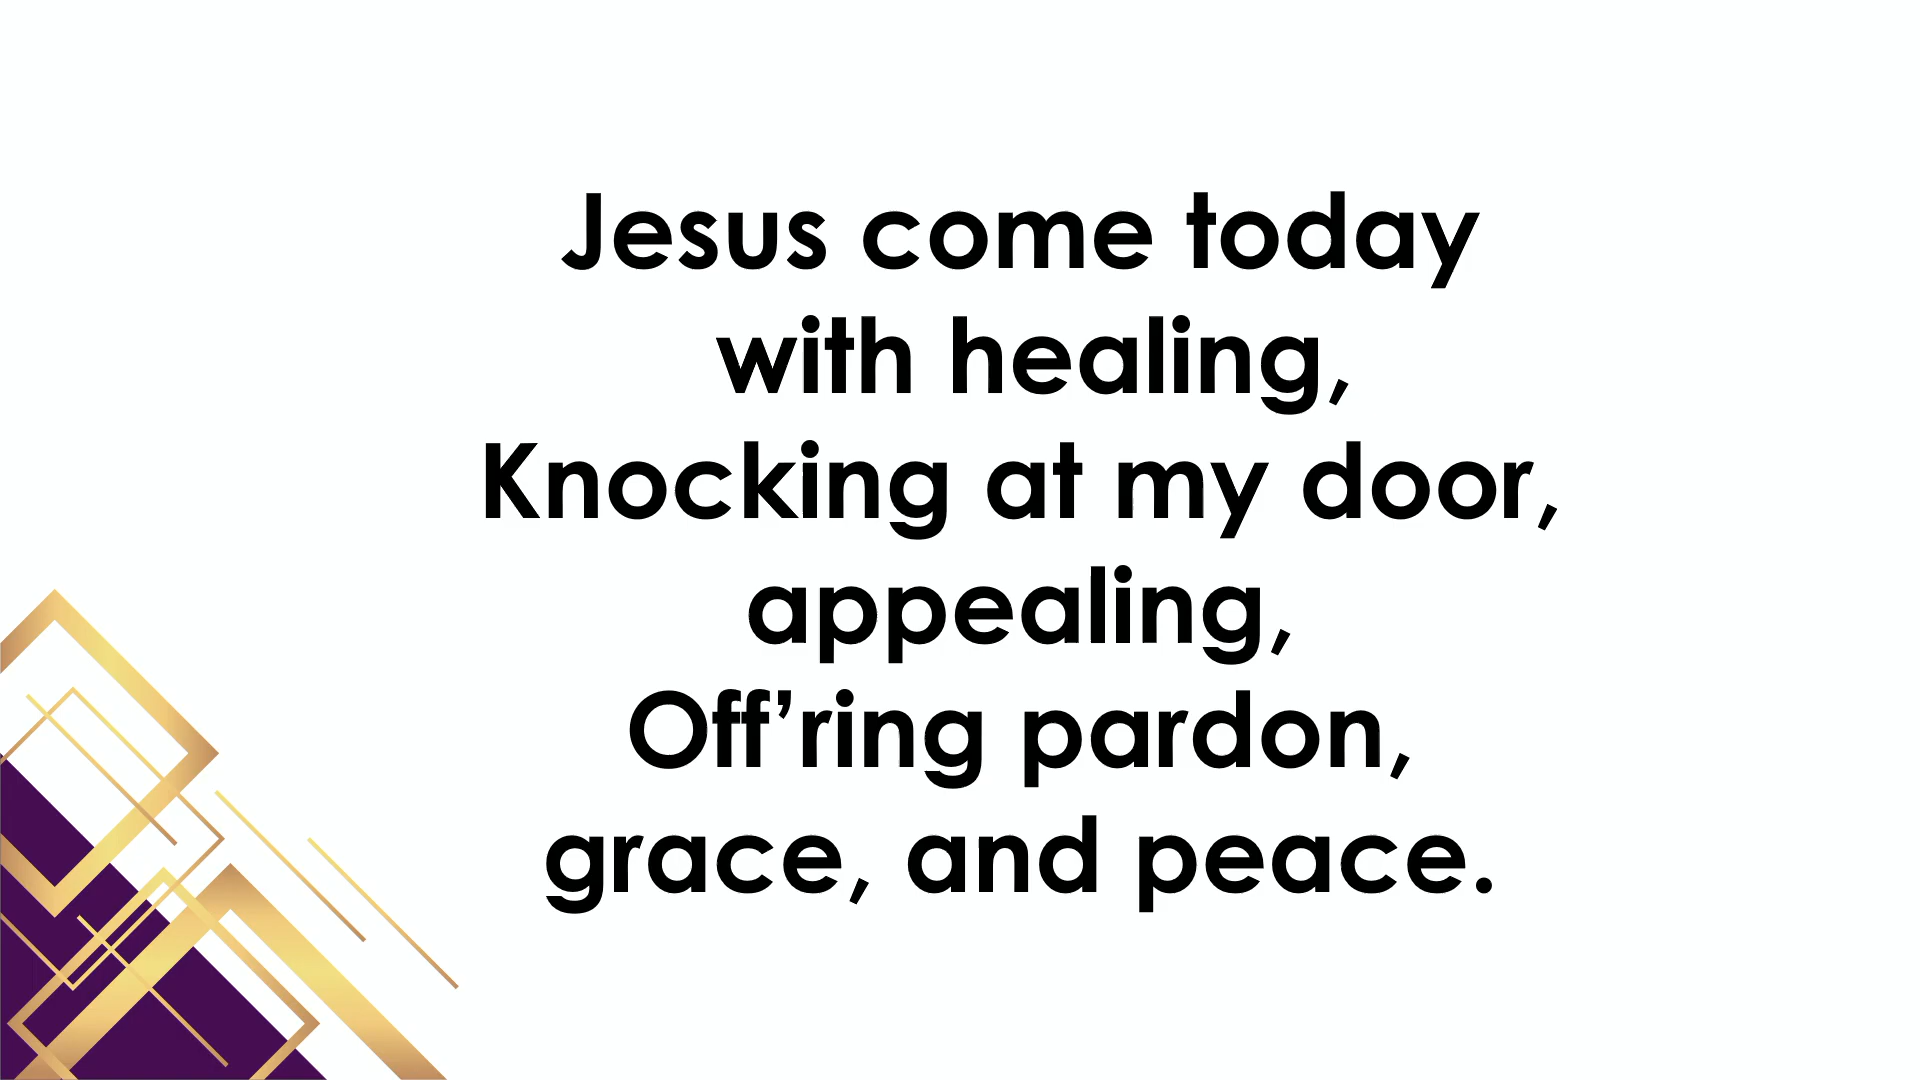 Jesus come today
with healing,
Knocking at my door,
appealing,
Off’ring pardon,
grace, and peace.